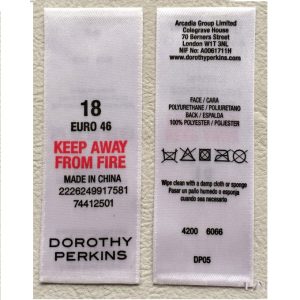 18
EURO 46
KEEP AWAY
FROM FIRE
MADE IN CHINA
2226249917581
74412501
DOROTHY
PERKINS
Arcadia Group Limited
Colegrave House
70 Berners Street
London W1T 3NL
NIF No: A0061711H
www.dorothyperkins.com
FACE / CARA
POLYURETHANE / POLIURETANO
BACK / ESPALDA
100% POLYESTER / POLIESTER
Wipe clean with a damp cloth or sponge
Pasar un paño humedo o esponja
cuando sea necesario
4200 6066
DP05